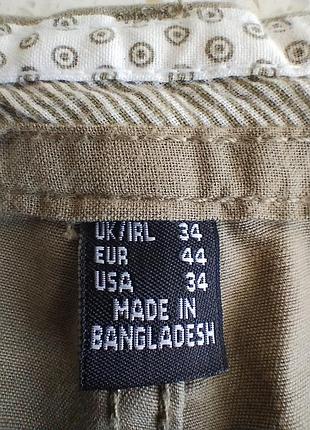 UK/IRL 34
EUR 44
USA 34
MADE IN
BANGLADESH